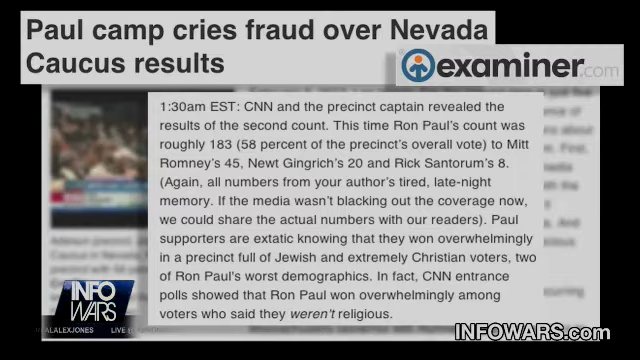 Paul camp cries fraud over Nevada
Caucus results
examiner.com
1:30am EST: CNN and the precinct captain revealed the
results of the second count. This time Ron Paul's count was
roughly 183 (58 percent of the precinct's overall vote) to Mitt
Romney's 45, Newt Gingrich's 20 and Rick Santorum's 8.
(Again, all numbers from your author's tired, late-night
memory. If the media wasn't blacking out the coverage now,
we could share the actual numbers with our readers). Paul
supporters are extatic knowing that they won overwhelmingly
in a precinct full of Jewish and extremely Christian voters, two
of Ron Paul's worst demographics. In fact, CNN entrance
polls showed that Ron Paul won overwhelmingly among
voters who said they weren't religious.
INFO
WARS
ALALEXJONES LIVE
INFOWARS.com